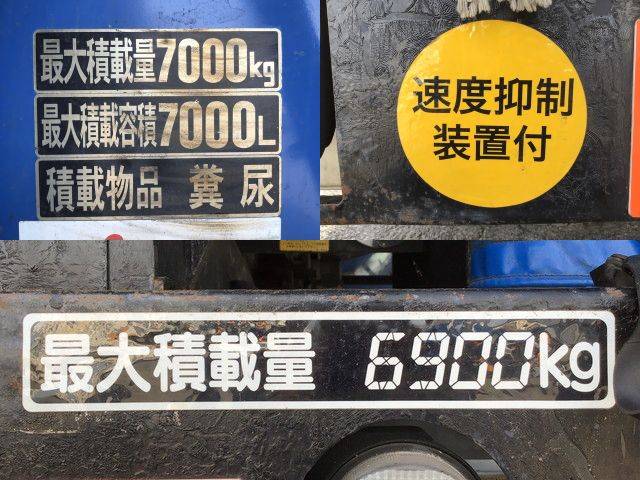 最大積載量7000kg
最大積載容積7000L
積載物品 糞尿
速度抑制
装置付
最大積載量 6900kg